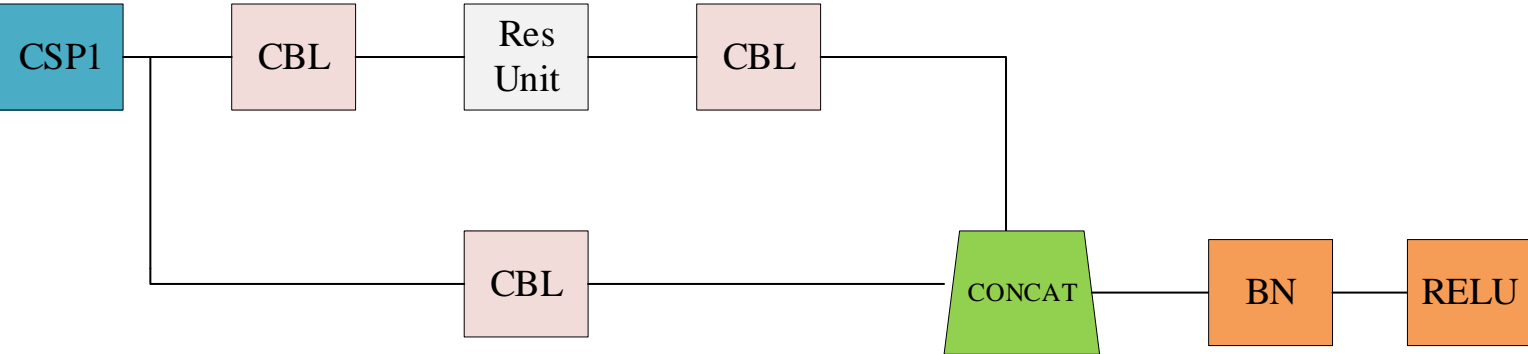 CSP1
CBL
Res
Unit
CBL
CBL
CONCAT
BN
RELU